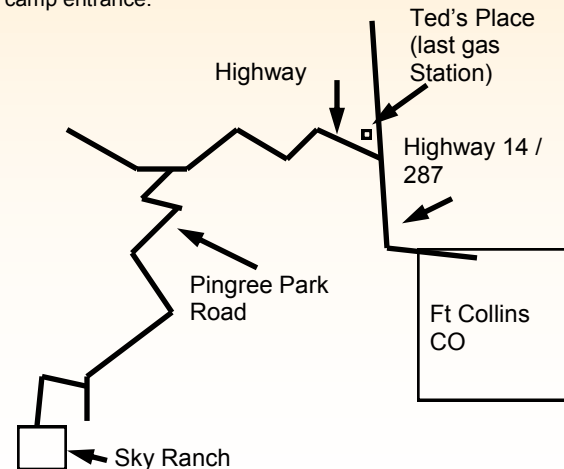 camp entrance.
Ted's Place
(last gas
Station)
Highway
Highway 14 /
287
Pingree Park
Road
Ft Collins
CO
Sky Ranch